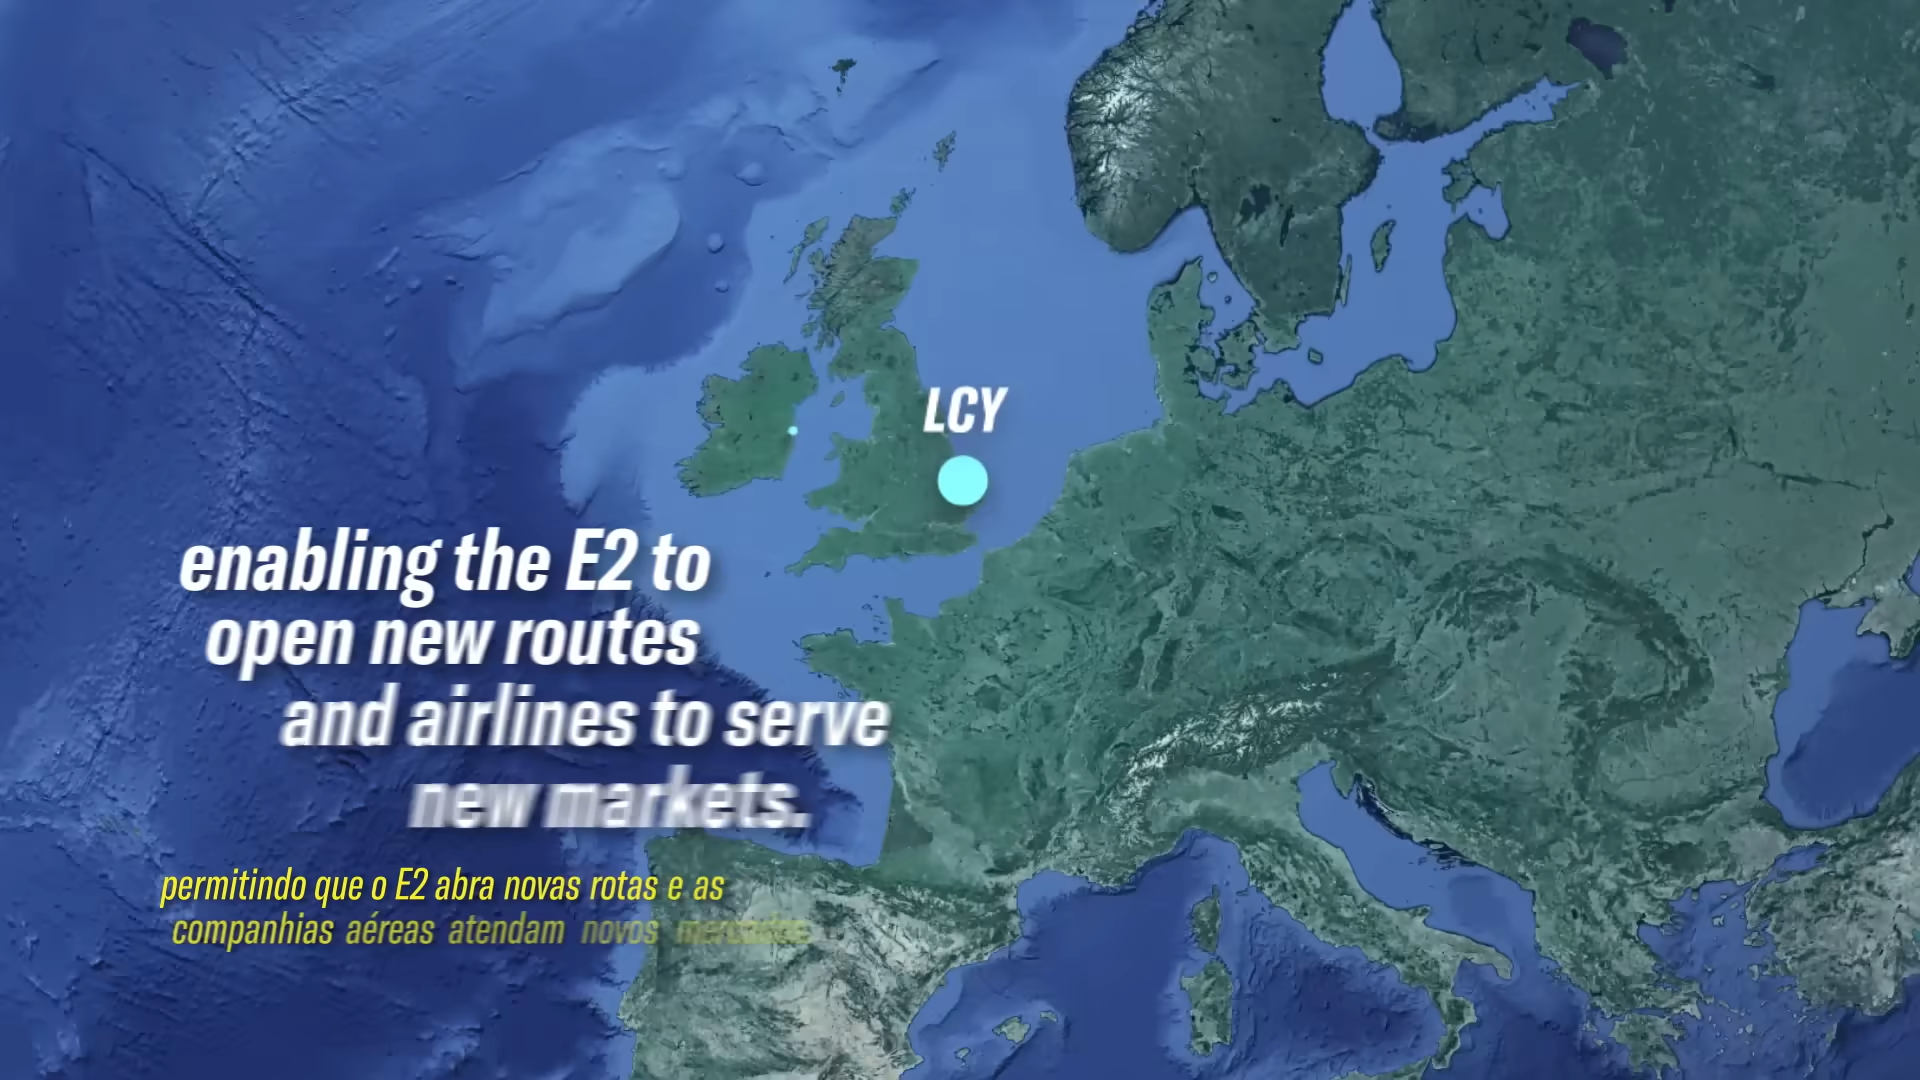 LCY
enabling the E2 to
open new routes
and airlines to serve
new markets.
permitindo que o E2 abra novas rotas e as
companhias aéreas atendam novos mercados